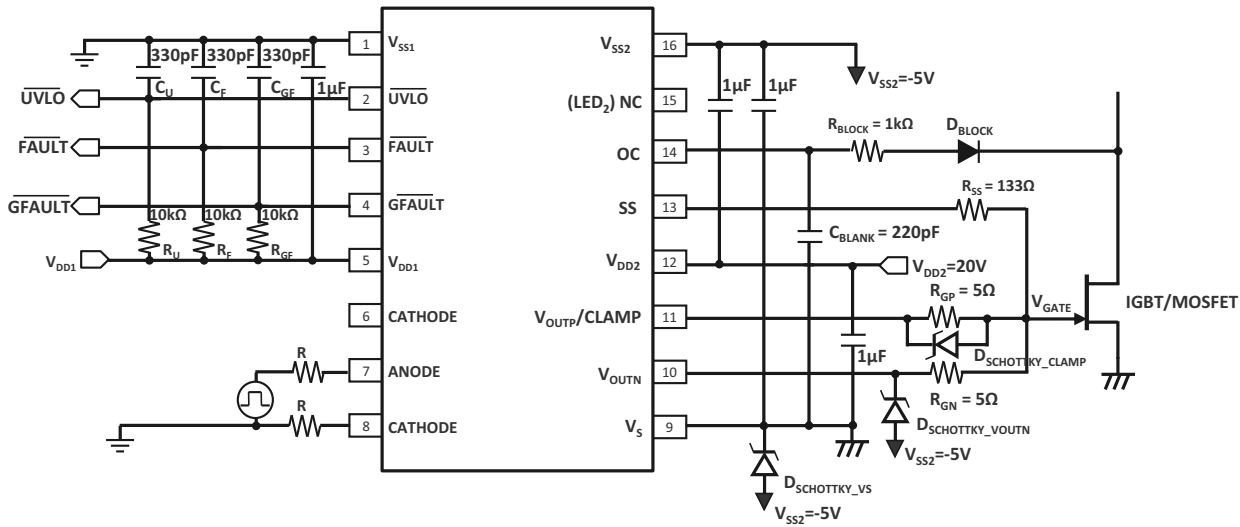 330pF 330pF 330pF
C_U C_F C_GF 1µF
UVLO
FAULT
GFAULT
10kΩ 10kΩ 10kΩ
R_U R_F R_GF
V_DD1
R
R
1 V_SS1
2 UVLO
3 FAULT
4 GFAULT
5 V_DD1
6 CATHODE
7 ANODE
8 CATHODE
V_SS2 16
(LED_2) NC 15
OC 14
SS 13
V_DD2 12
V_OUTP/CLAMP 11
V_OUTN 10
V_S 9
1µF 1µF
V_SS2=-5V
R_BLOCK = 1kΩ
D_BLOCK
R_SS = 133Ω
C_BLANK = 220pF
V_DD2=20V
R_GP = 5Ω
V_GATE
IGBT/MOSFET
D_SCHOTTKY_CLAMP
1µF
R_GN = 5Ω
D_SCHOTTKY_VOUTN
V_SS2=-5V
D_SCHOTTKY_VS
V_SS2=-5V